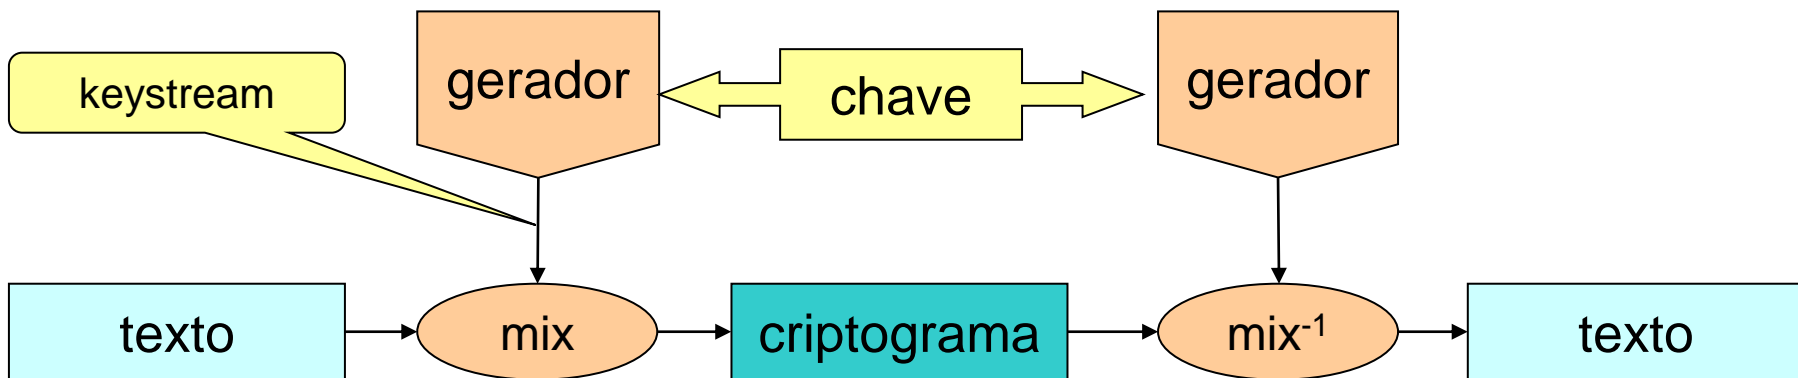 gerador
gerador
keystream
chave
texto
mix
criptograma
mix-1
texto